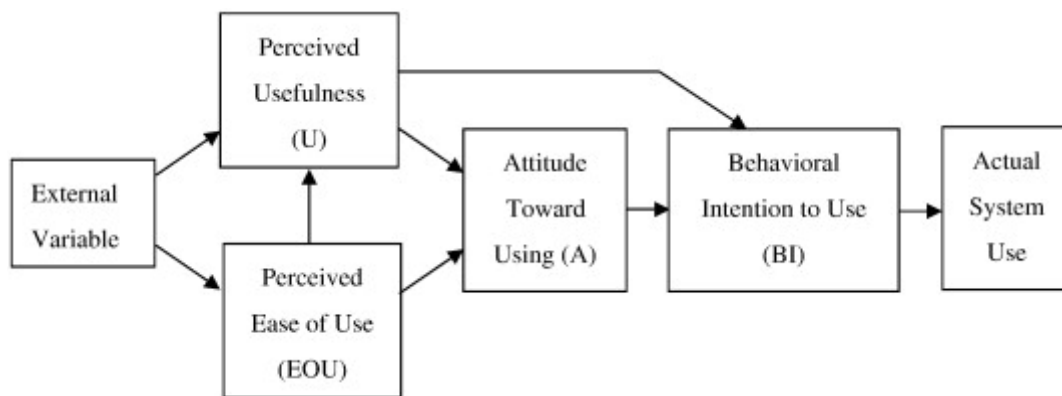 Perceived
Usefulness
(U)
External
Variable
Perceived
Ease of Use
(EOU)
Attitude
Toward
Using (A)
Behavioral
Intention to Use
(BI)
Actual
System
Use